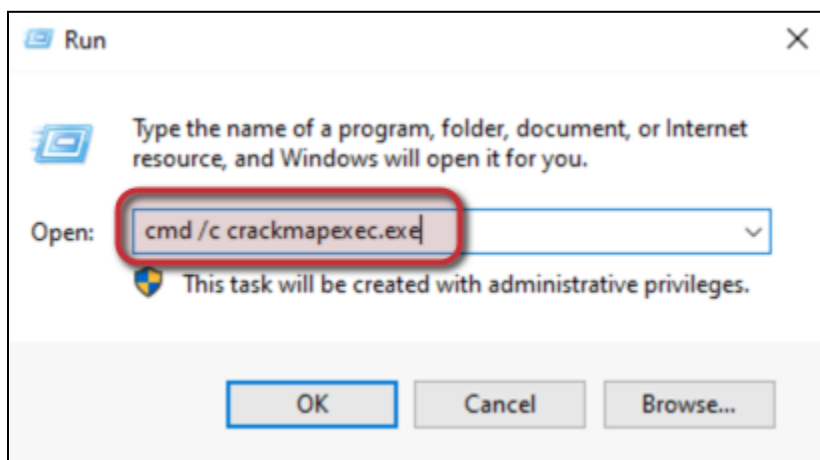 Run
Type the name of a program, folder, document, or Internet
resource, and Windows will open it for you.
Open: cmd /c crackmapexec.exe
This task will be created with administrative privileges.
OK Cancel Browse...